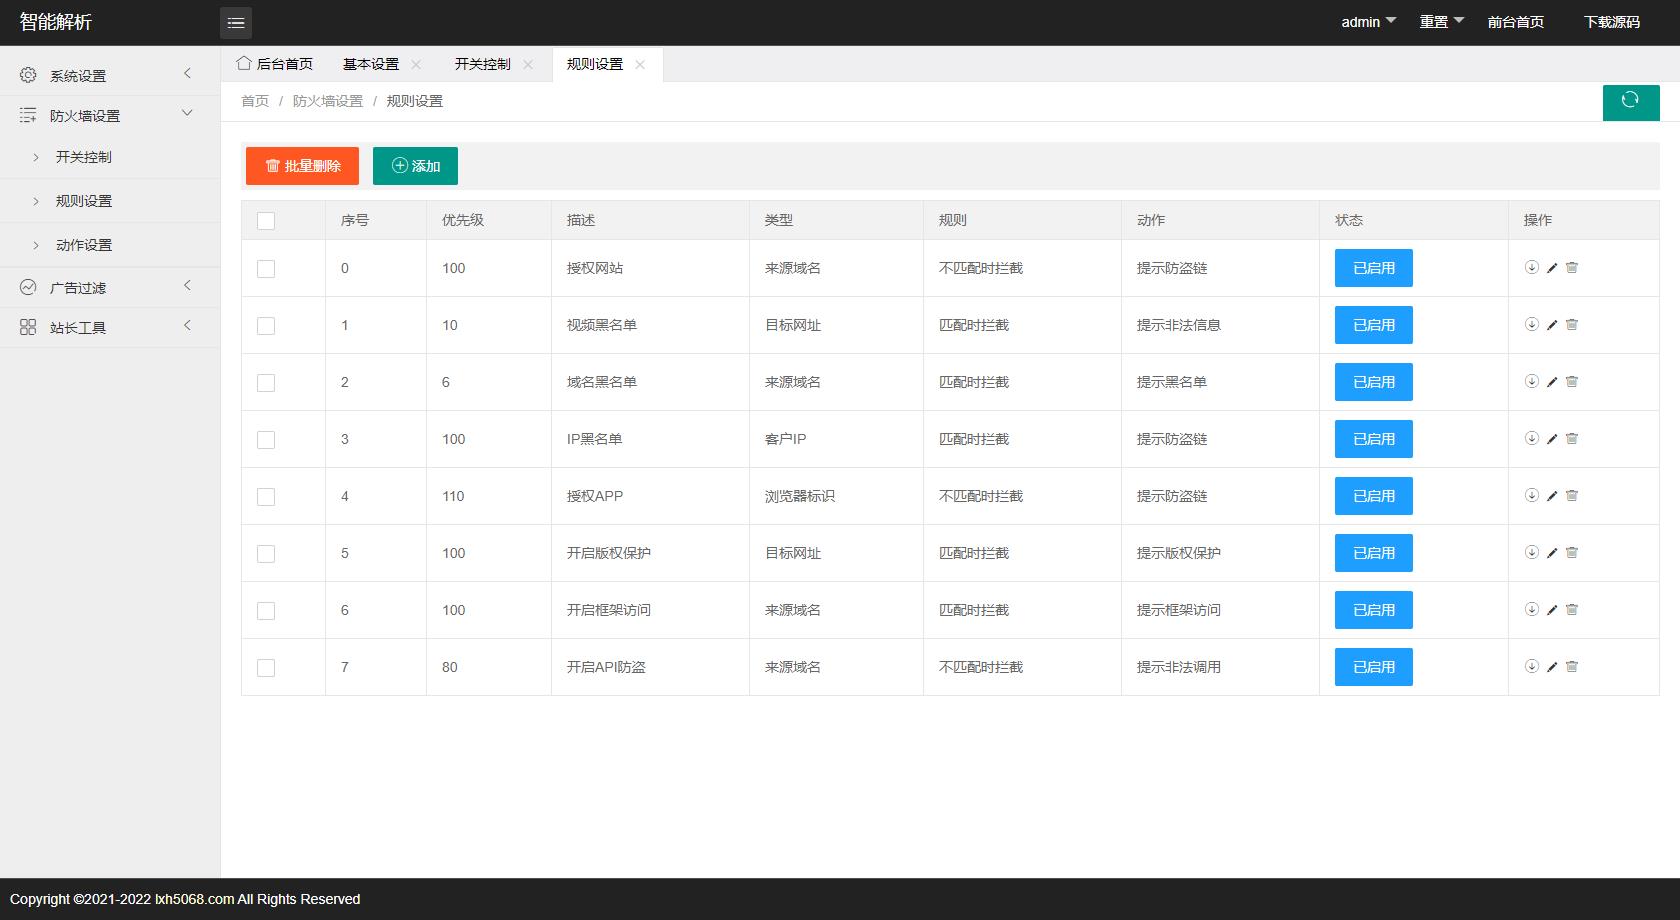 智能解析
admin 重置 前台首页 下载源码
系统设置
防火墙设置
开关控制
规则设置
动作设置
广告过滤
站长工具
后台首页 基本设置 开关控制 规则设置
首页 / 防火墙设置 / 规则设置
批量删除 添加
序号 优先级 描述 类型 规则 动作 状态 操作
0 100 授权网站 来源域名 不匹配时拦截 提示防盗链 已启用
1 10 视频黑名单 目标网址 匹配时拦截 提示非法信息 已启用
2 6 域名黑名单 来源域名 匹配时拦截 提示黑名单 已启用
3 100 IP黑名单 客户IP 匹配时拦截 提示防盗链 已启用
4 110 授权APP 浏览器标识 不匹配时拦截 提示防盗链 已启用
5 100 开启版权保护 目标网址 匹配时拦截 提示版权保护 已启用
6 100 开启框架访问 来源域名 匹配时拦截 提示框架访问 已启用
7 80 开启API防盗 来源域名 不匹配时拦截 提示非法调用 已启用
Copyright ©2021-2022 lxh5068.com All Rights Reserved